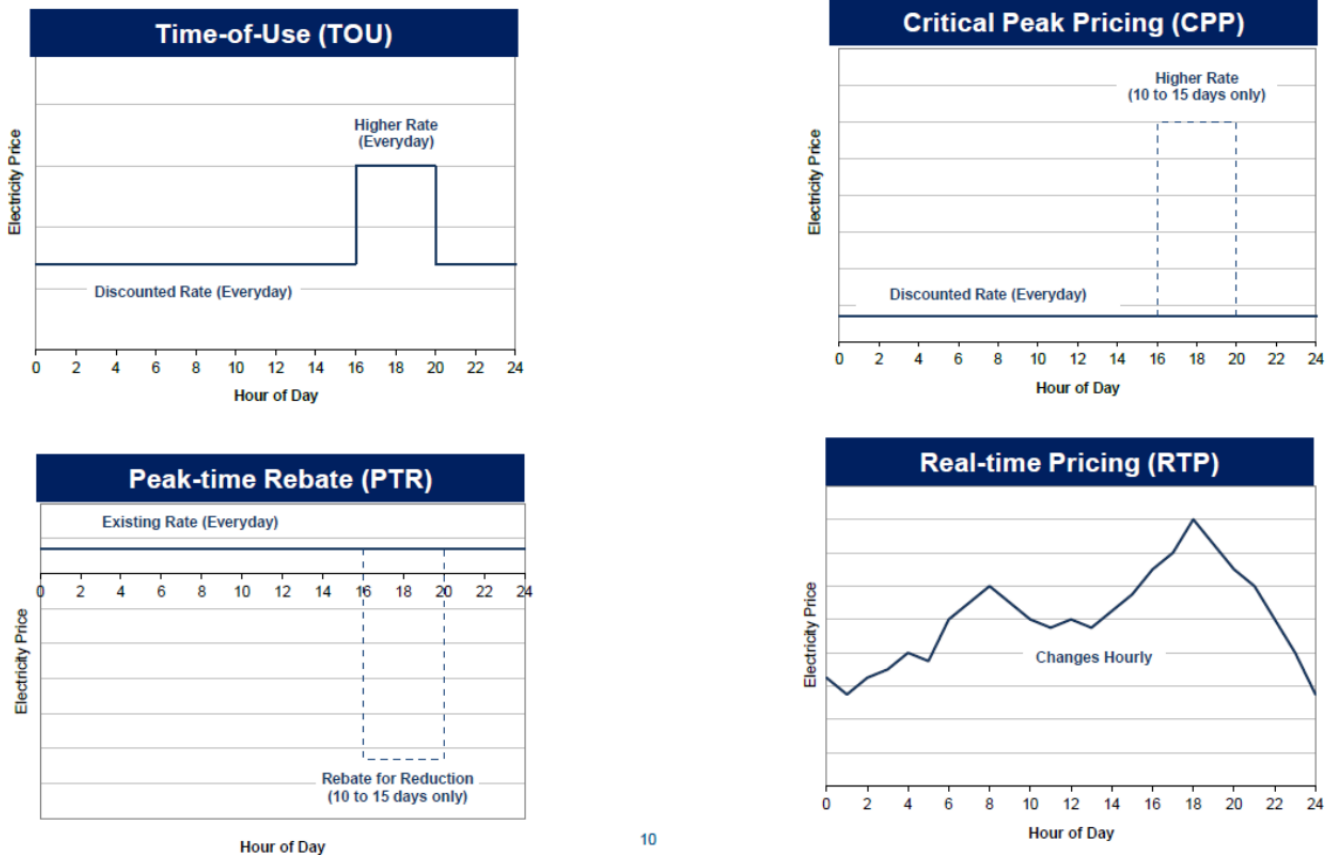 Time-of-Use (TOU)
Electricity Price
Higher Rate
(Everyday)
Discounted Rate (Everyday)
0 2 4 6 8 10 12 14 16 18 20 22 24
Hour of Day
Critical Peak Pricing (CPP)
Electricity Price
Higher Rate
(10 to 15 days only)
Discounted Rate (Everyday)
0 2 4 6 8 10 12 14 16 18 20 22 24
Hour of Day
Peak-time Rebate (PTR)
Existing Rate (Everyday)
0 2 4 6 8 10 12 14 16 18 20 22 24
Electricity Price
Rebate for Reduction
(10 to 15 days only)
Hour of Day
Real-time Pricing (RTP)
Electricity Price
Changes Hourly
0 2 4 6 8 10 12 14 16 18 20 22 24
Hour of Day
10